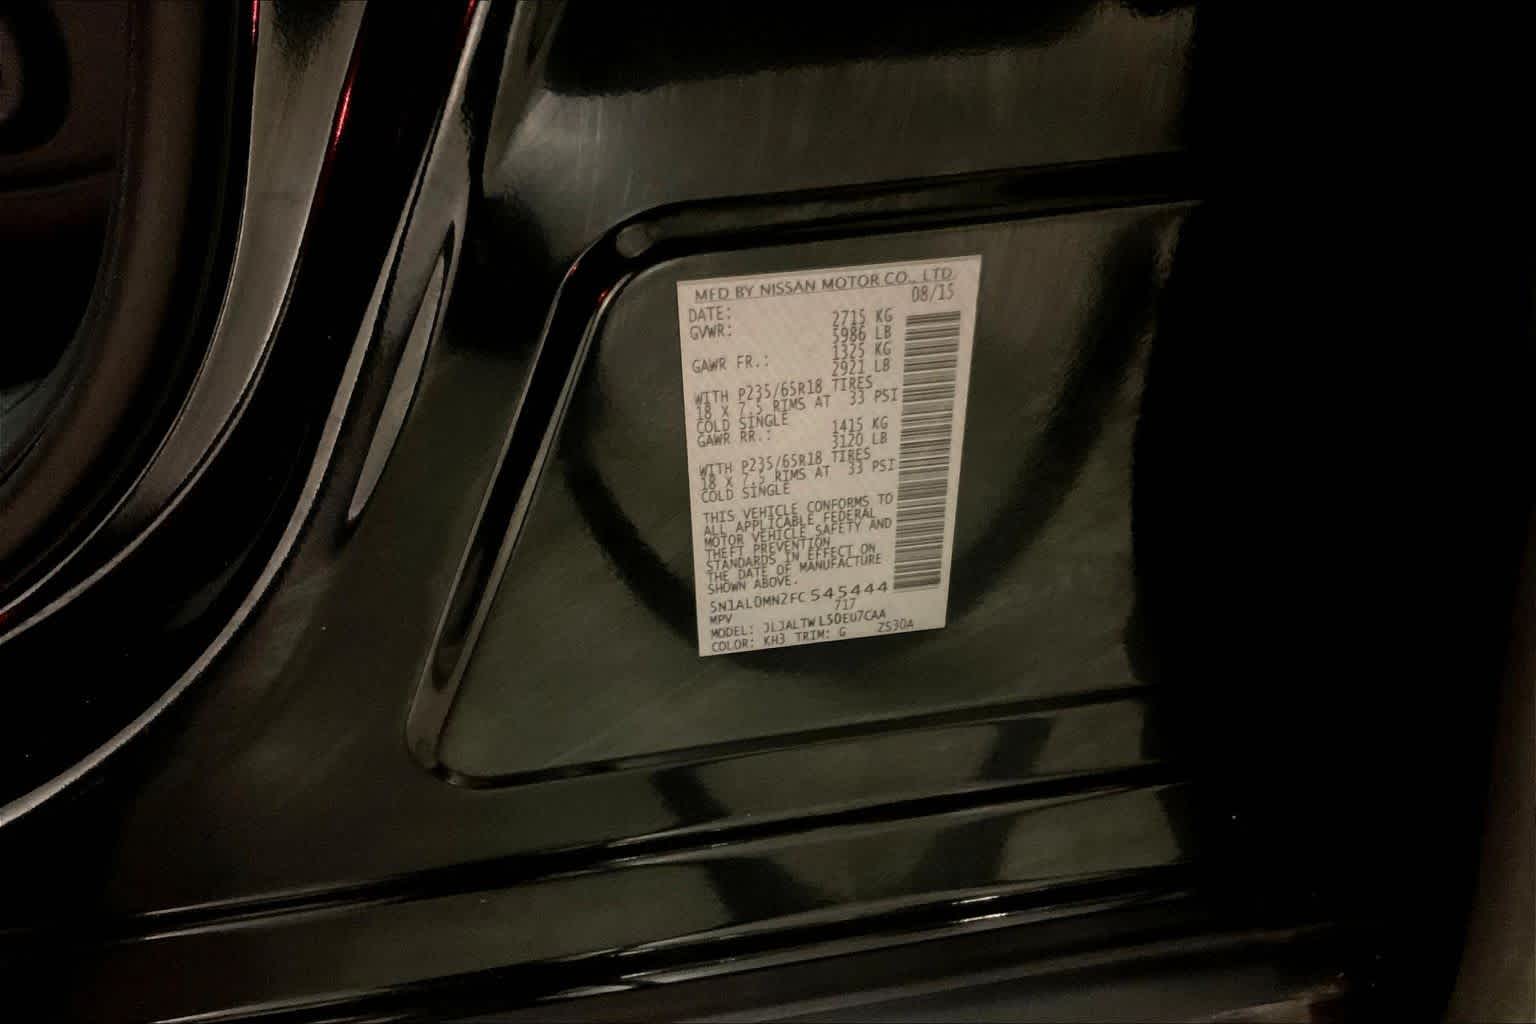 MFD BY NISSAN MOTOR CO., LTD.
DATE: 08/15
GVWR: 2715 KG
5986 LB
GAWR FR.: 1325 KG
2921 LB
WITH P235/65R18 TIRES
18 X 7.5 RIMS AT 33 PSI
COLD SINGLE
GAWR RR.: 1415 KG
3120 LB
WITH P235/65R18 TIRES
18 X 7.5 RIMS AT 33 PSI
COLD SINGLE
THIS VEHICLE CONFORMS TO
ALL APPLICABLE FEDERAL
MOTOR VEHICLE SAFETY AND
THEFT PREVENTION
STANDARDS IN EFFECT ON
THE DATE OF MANUFACTURE
SHOWN ABOVE.
5N1AL0MN2FC545444
717
MPV
MODEL: JLJALTWL50EU7CAA
COLOR: KH3 TRIM: G ZS30A